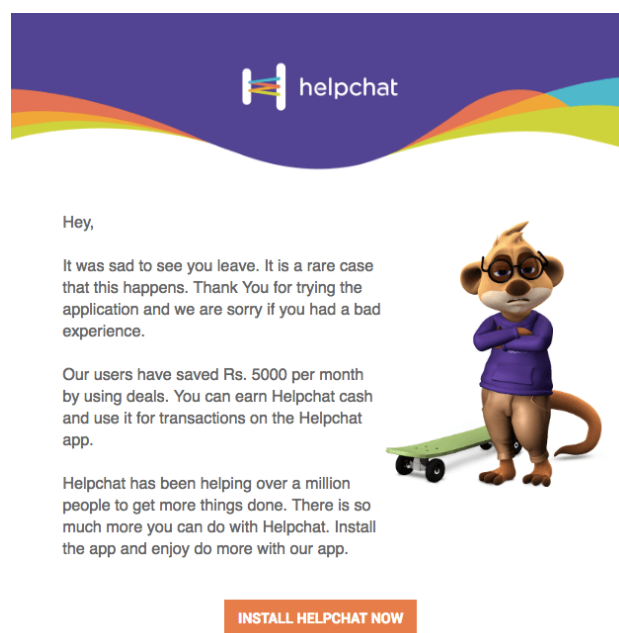 helpchat
Hey,
It was sad to see you leave. It is a rare case
that this happens. Thank You for trying the
application and we are sorry if you had a bad
experience.
Our users have saved Rs. 5000 per month
by using deals. You can earn Helpchat cash
and use it for transactions on the Helpchat
app.
Helpchat has been helping over a million
people to get more things done. There is so
much more you can do with Helpchat. Install
the app and enjoy do more with our app.
INSTALL HELPCHAT NOW